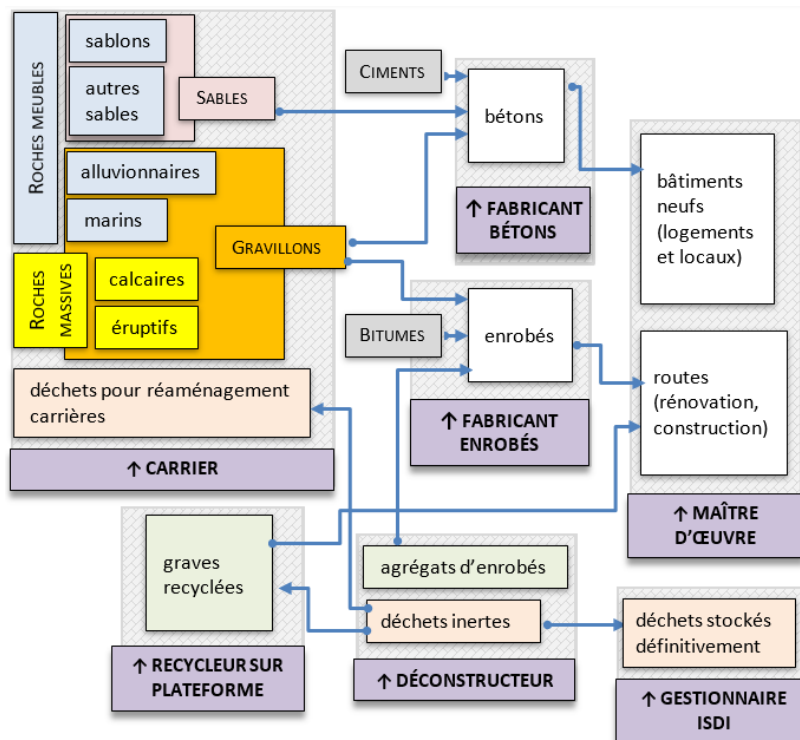 ROCHES MEUBLES
sablons
autres
sables
SABLES
alluvionnaires
marins
GRAVILLONS
ROCHES
MASSIVES
calcaires
éruptifs
déchets pour réaménagement
carrières
↑ CARRIER
CIMENTS
bétons
↑ FABRICANT
BÉTONS
BITUMES
enrobés
↑ FABRICANT
ENROBÉS
bâtiments
neufs
(logements
et locaux)
routes
(rénovation,
construction)
↑ MAÎTRE
D’ŒUVRE
graves
recyclées
↑ RECYCLEUR SUR
PLATEFORME
agrégats d’enrobés
déchets inertes
↑ DÉCONSTRUCTEUR
déchets stockés
définitivement
↑ GESTIONNAIRE
ISDI